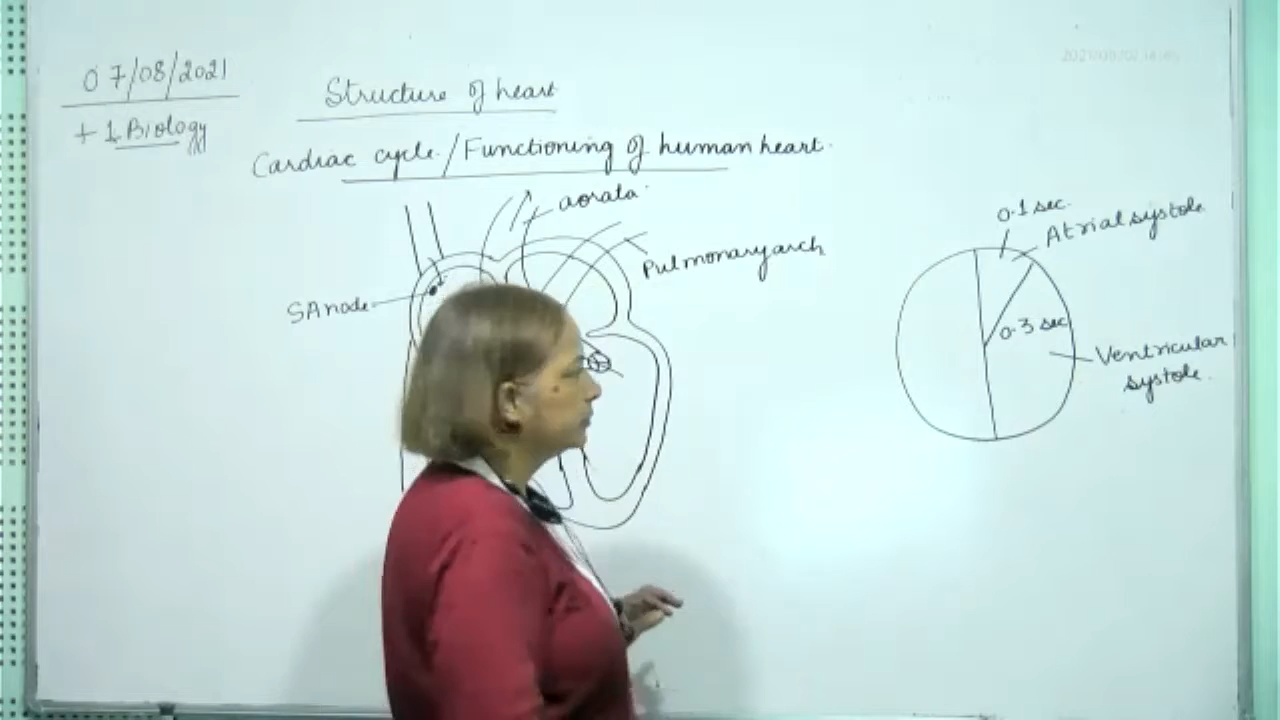 07/08/2021
+1 Biology
Structure of heart
Cardiac cycle/Functioning of human heart.
aorata
Pulmonary arch
SA node
0.1 sec.
Atrial systole
0.3 sec
Ventricular
systole.